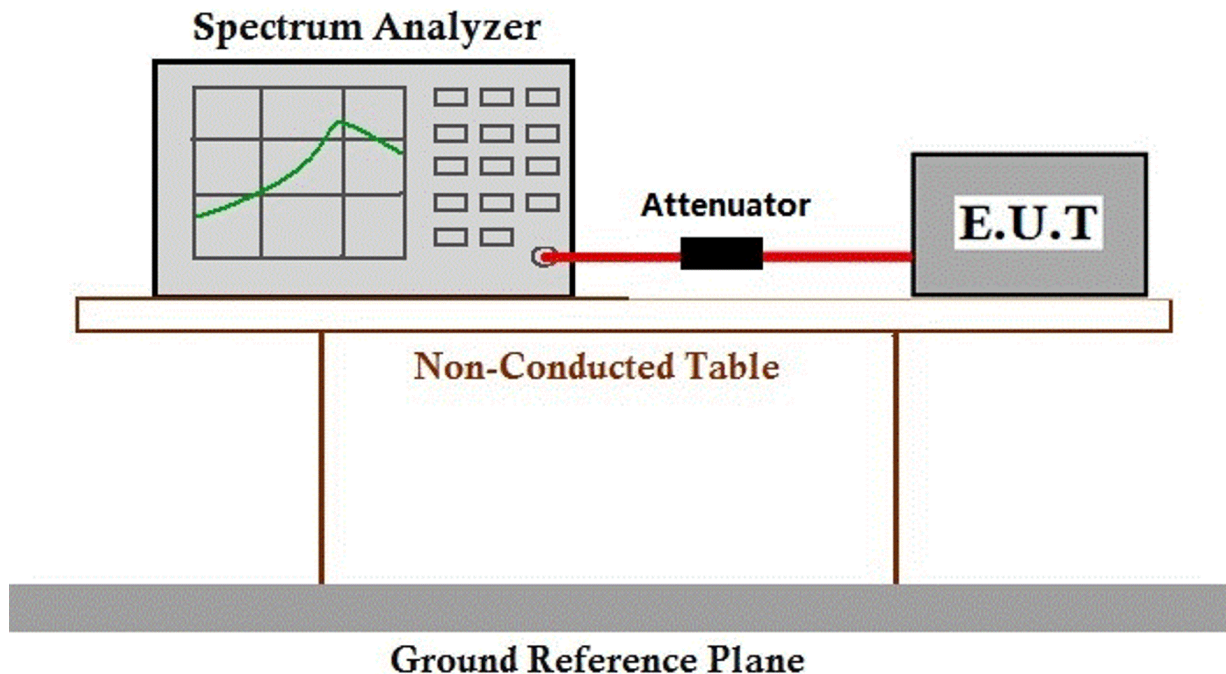 Spectrum Analyzer
Attenuator
E.U.T
Non-Conducted Table
Ground Reference Plane